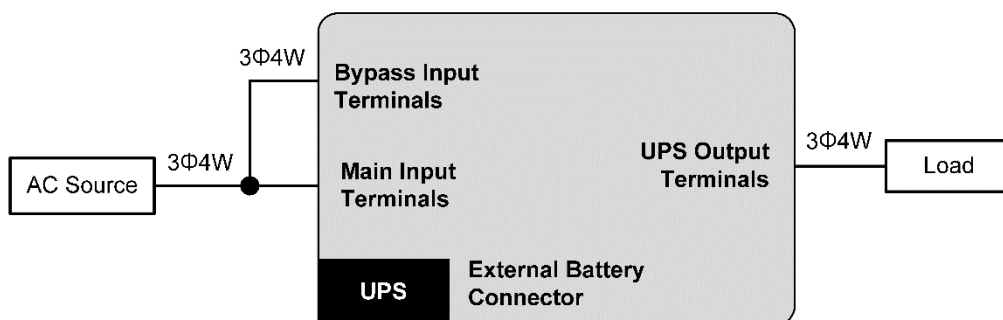 3Φ4W
Bypass Input
Terminals
3Φ4W
AC Source
Main Input
Terminals
UPS Output
Terminals
3Φ4W
Load
UPS
External Battery
Connector